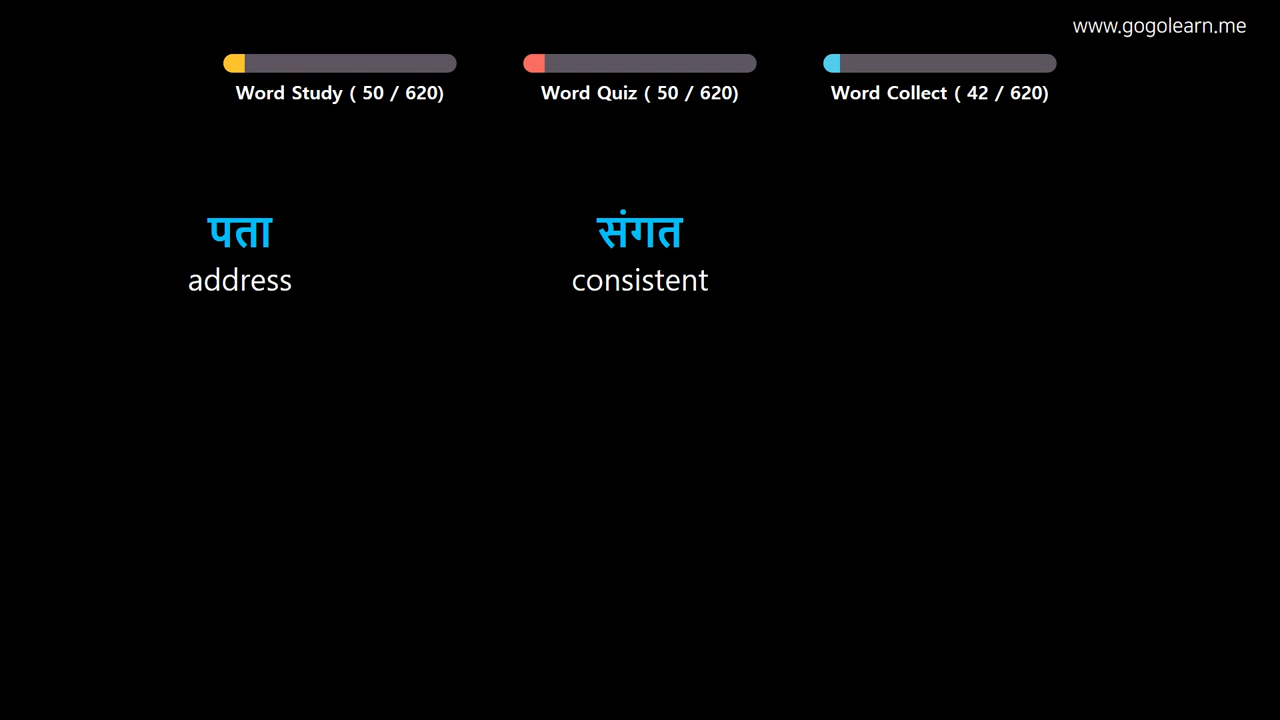 www.gogolearn.me
Word Study ( 50 / 620)
Word Quiz ( 50 / 620)
Word Collect ( 42 / 620)
पता
address
संगत
consistent